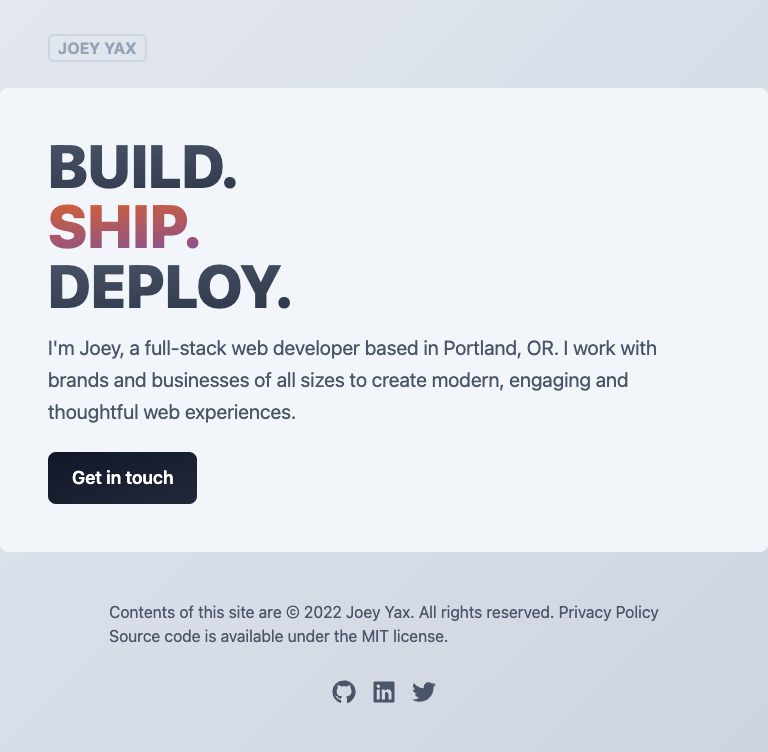 JOEY YAX
BUILD.
SHIP.
DEPLOY.
I'm Joey, a full-stack web developer based in Portland, OR. I work with
brands and businesses of all sizes to create modern, engaging and
thoughtful web experiences.
Get in touch
Contents of this site are © 2022 Joey Yax. All rights reserved. Privacy Policy
Source code is available under the MIT license.